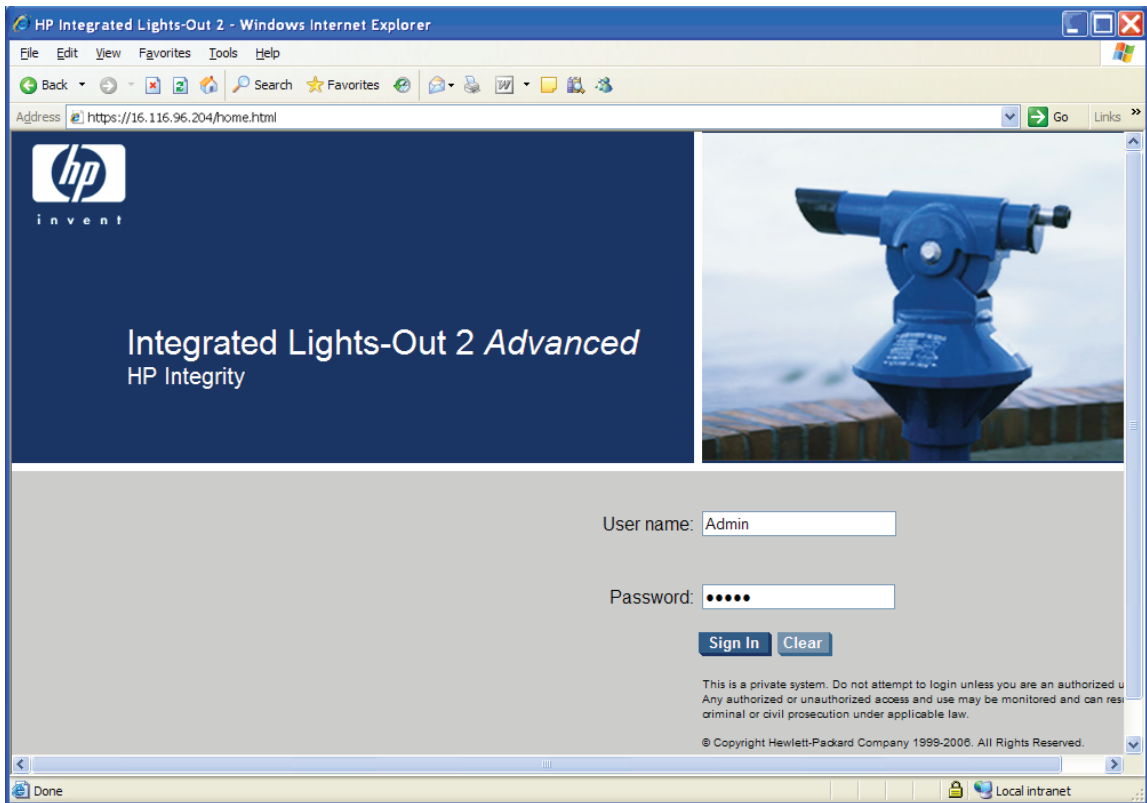 HP Integrated Lights-Out 2 - Windows Internet Explorer
File Edit View Favorites Tools Help
Back Search Favorites
Address https://16.116.96.204/home.html Go Links »
hp
invent
Integrated Lights-Out 2 Advanced
HP Integrity
User name: Admin
Password: •••••
Sign In Clear
This is a private system. Do not attempt to login unless you are an authorized u
Any authorized or unauthorized access and use may be monitored and can res
criminal or civil prosecution under applicable law.
© Copyright Hewlett-Packard Company 1999-2006. All Rights Reserved.
Done Local intranet